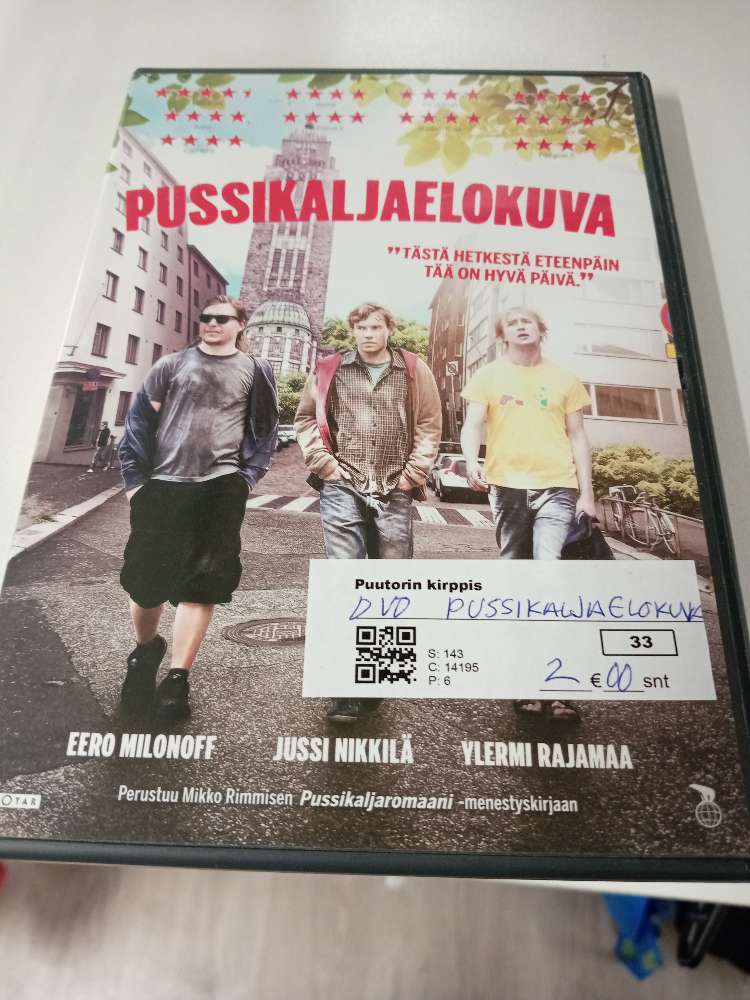 PUSSIKALJAELOKUVA
"TÄSTÄ HETKESTÄ ETEENPÄIN
TÄÄ ON HYVÄ PÄIVÄ."
Puutorin kirppis
DVD PUSSIKALJAELOKUVA
33
S: 143
C: 14195
P: 6
2 € 00 snt
EERO MILONOFF JUSSI NIKKILÄ YLERMI RAJAMAA
Perustuu Mikko Rimmisen Pussikaljaromaani -menestyskirjaan